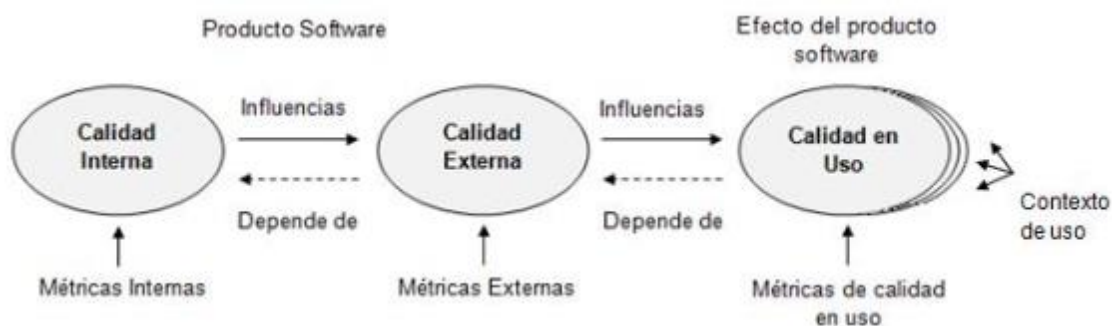 Producto Software
Efecto del producto
software
Calidad
Interna
Influencias
Depende de
Calidad
Externa
Influencias
Depende de
Calidad en
Uso
Contexto
de uso
Métricas Internas
Métricas Externas
Métricas de calidad
en uso